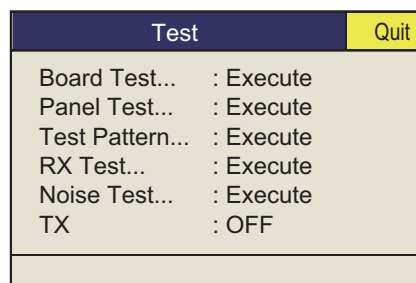 Test Quit
Board Test... : Execute
Panel Test... : Execute
Test Pattern... : Execute
RX Test... : Execute
Noise Test... : Execute
TX : OFF